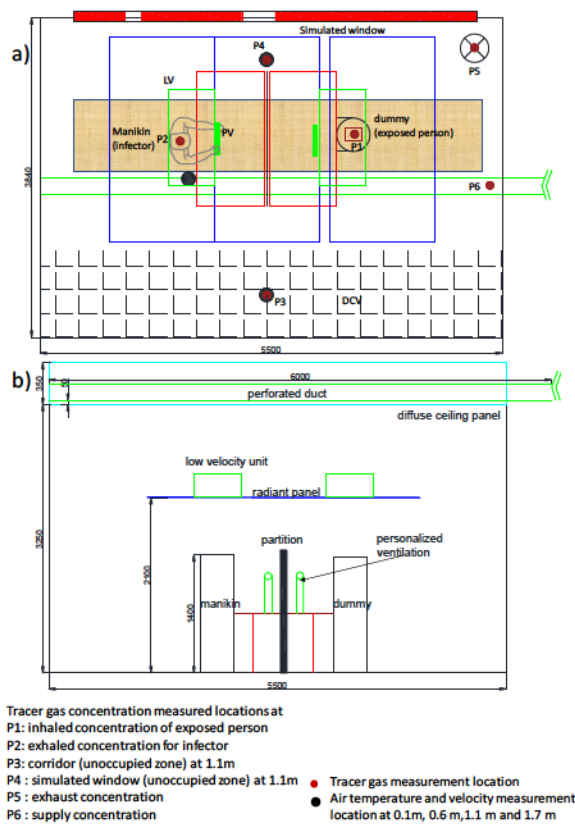 a)
Simulated window
P4
P5
LV
Manikin
(infector)
P2
PV
dummy
(exposed person)
P1
P6
3840
P3
DCV
5500
b)
350
50
6000
perforated duct
diffuse ceiling panel
low velocity unit
radiant panel
partition
personalized
ventilation
3250
2100
1400
manikin
dummy
5500
Tracer gas concentration measured locations at
P1: inhaled concentration of exposed person
P2: exhaled concentration for infector
P3: corridor (unoccupied zone) at 1.1m
P4 : simulated window (unoccupied zone) at 1.1m
P5 : exhaust concentration
P6 : supply concentration
Tracer gas measurement location
Air temperature and velocity measurement
location at 0.1m, 0.6 m,1.1 m and 1.7 m